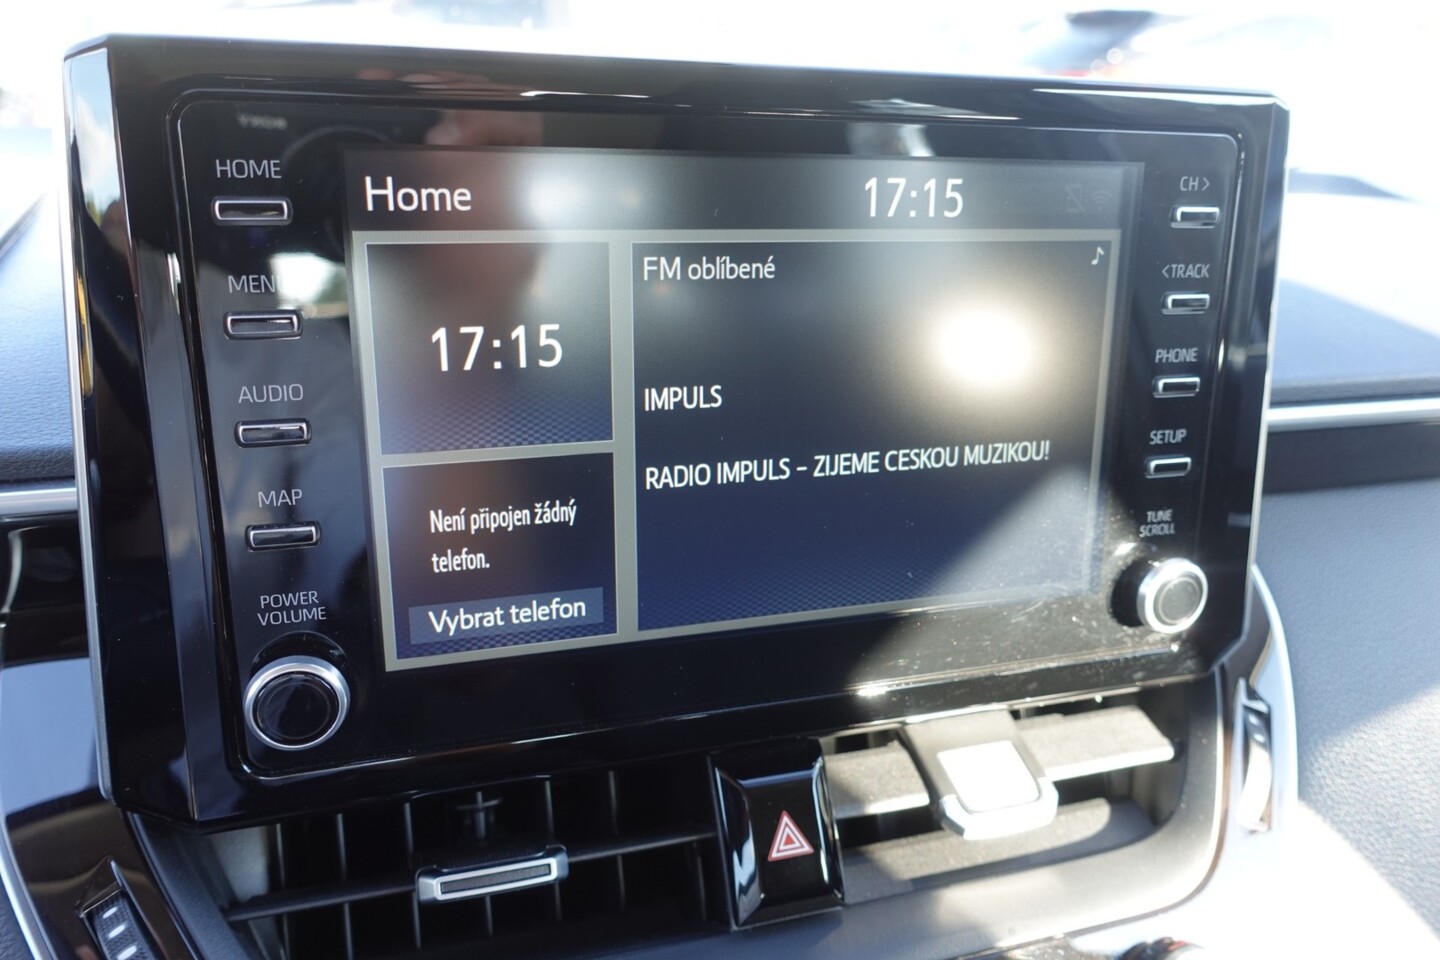 HOME
MENU
AUDIO
MAP
POWER
VOLUME
Home
17:15
17:15
Není připojen žádný
telefon.
Vybrat telefon
FM oblíbené
IMPULS
RADIO IMPULS - ZIJEME CESKOU MUZIKOU!
CH>
<TRACK
PHONE
SETUP
TUNE
SCROLL